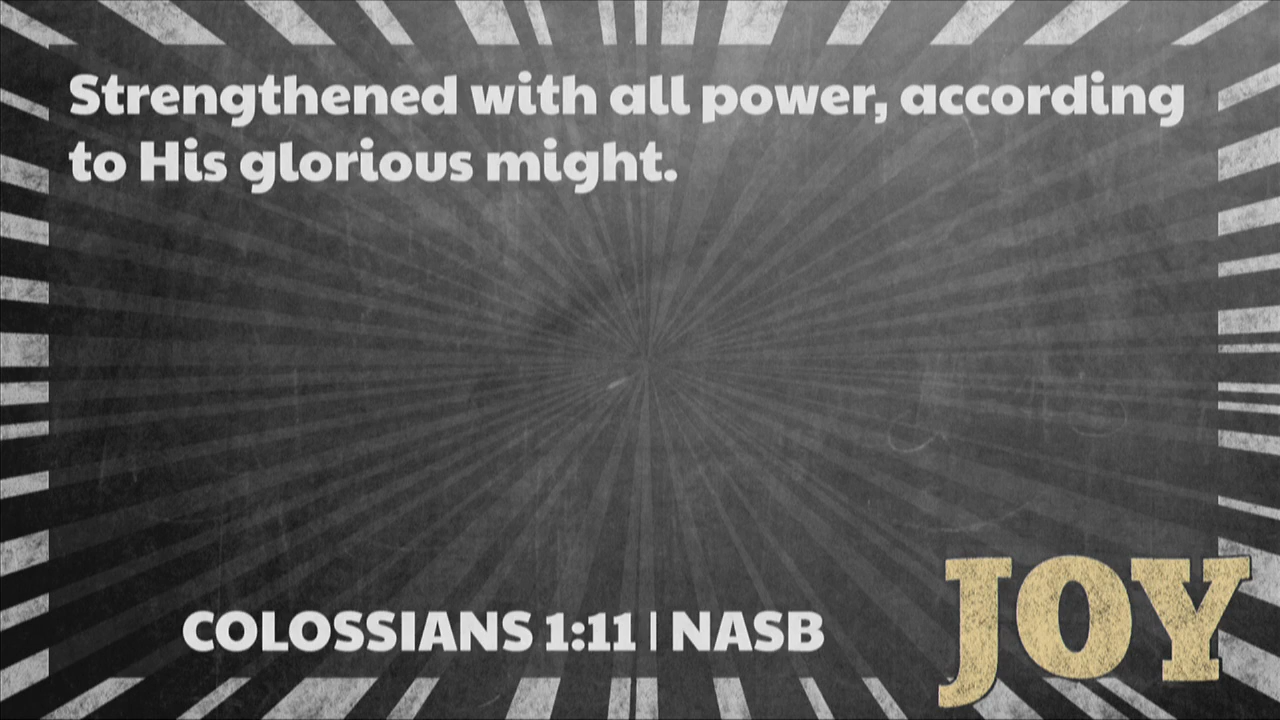 Strengthened with all power, according
to His glorious might.
COLOSSIANS 1:11 | NASB
JOY